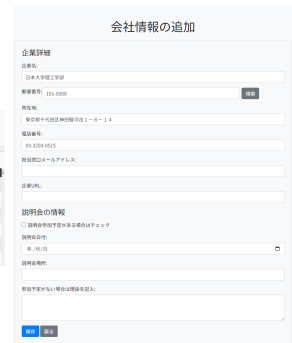 会社情報の追加
企業詳細
企業名:
日本大学理工学部
郵便番号: 101-8308 検索
所在地:
東京都千代田区神田駿河台1-8-14
電話番号:
03-3259-0515
担当窓口メールアドレス:
企業URL:
説明会の情報
説明会参加予定がある場合はチェック
説明会日付:
年 /月/日
説明会場所:
参加予定がない場合は理由を記入:
保存 戻る